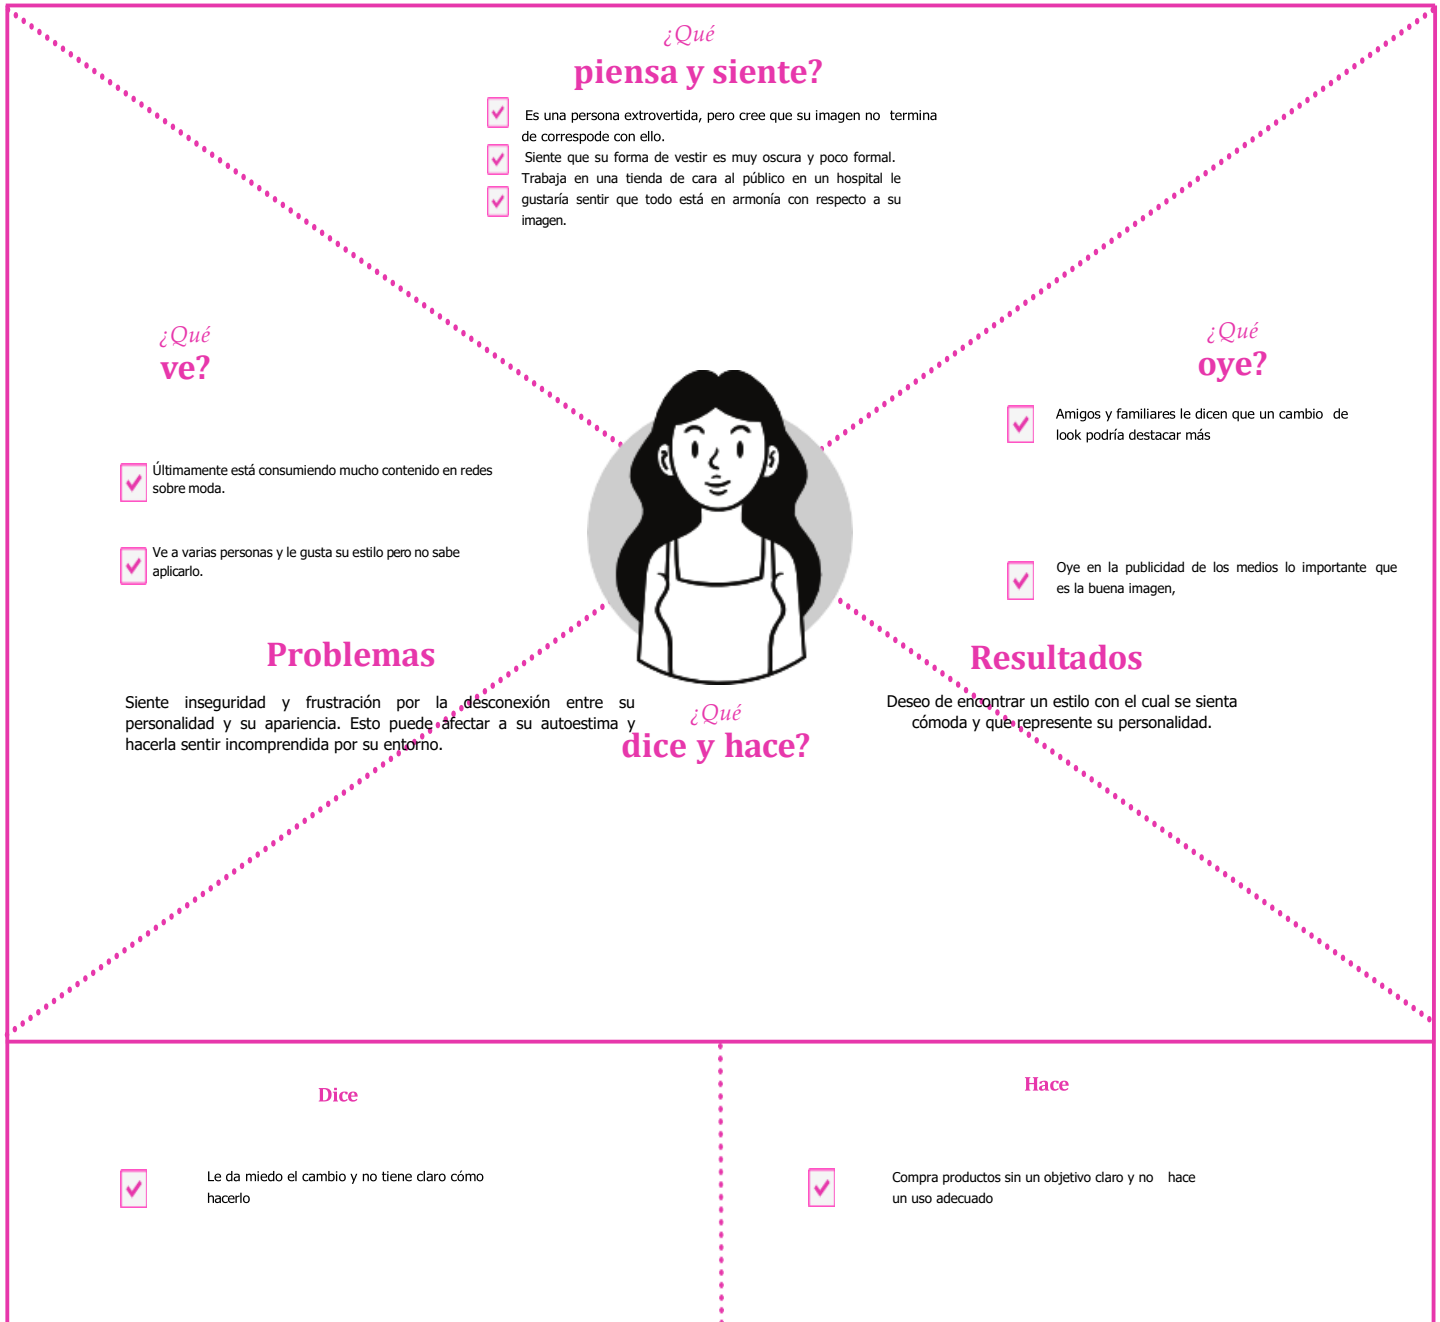 ¿Qué
piensa y siente?
Es una persona extrovertida, pero cree que su imagen no termina
de correspode con ello.
Siente que su forma de vestir es muy oscura y poco formal.
Trabaja en una tienda de cara al público en un hospital le
gustaría sentir que todo está en armonía con respecto a su
imagen.
¿Qué
ve?
Últimamente está consumiendo mucho contenido en redes
sobre moda.
Ve a varias personas y le gusta su estilo pero no sabe
aplicarlo.
¿Qué
oye?
Amigos y familiares le dicen que un cambio de
look podría destacar más
Oye en la publicidad de los medios lo importante que
es la buena imagen,
Problemas
Siente inseguridad y frustración por la desconexión entre su
personalidad y su apariencia. Esto puede afectar a su autoestima y
hacerla sentir incomprendida por su entorno.
¿Qué
dice y hace?
Resultados
Deseo de encontrar un estilo con el cual se sienta
cómoda y que represente su personalidad.
Dice
Le da miedo el cambio y no tiene claro cómo
hacerlo
Hace
Compra productos sin un objetivo claro y no hace
un uso adecuado